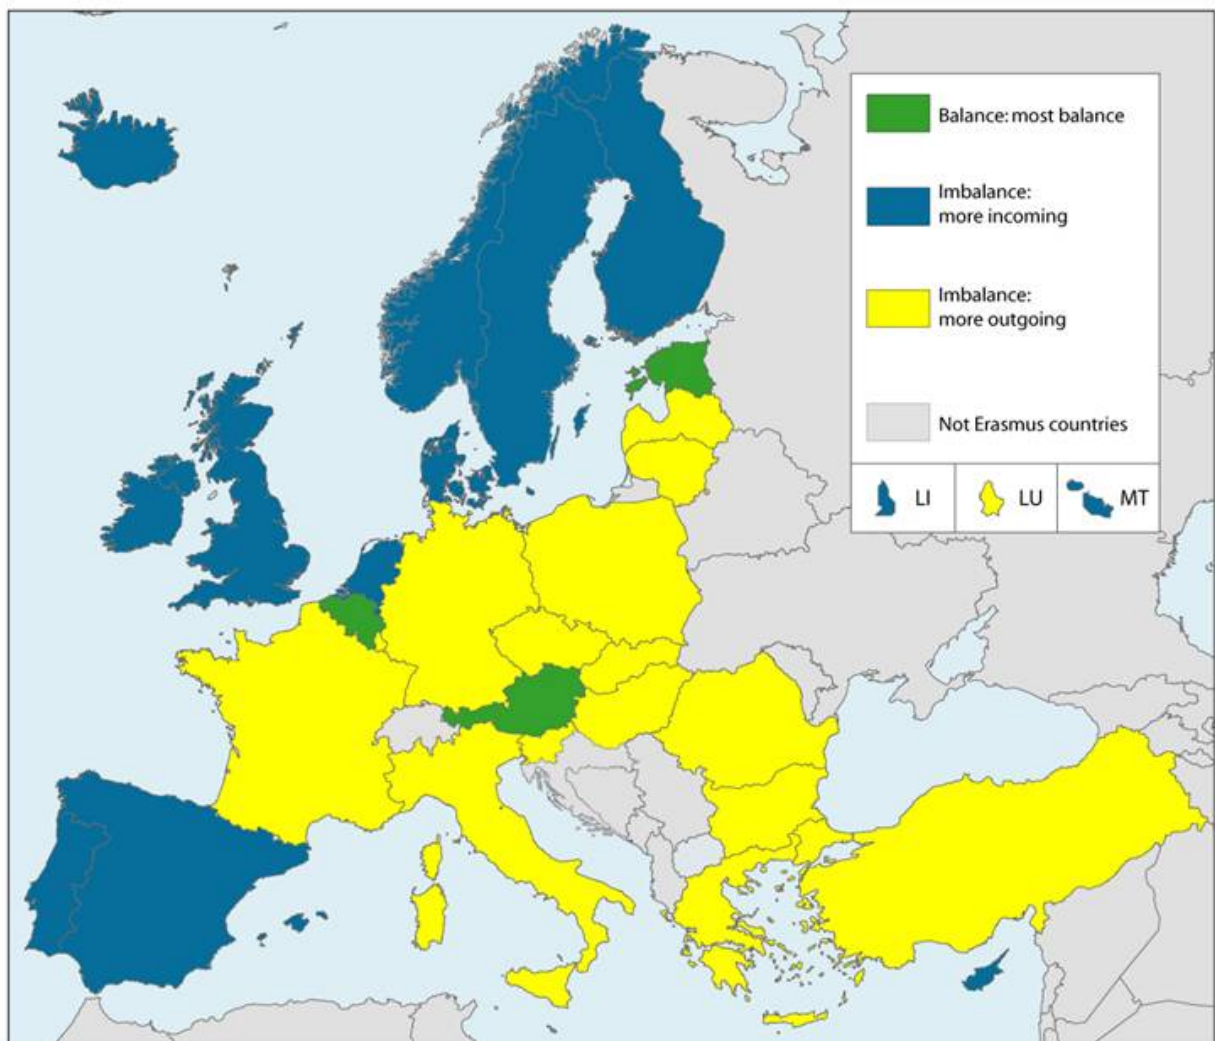 Balance: most balance
Imbalance:
more incoming
Imbalance:
more outgoing
Not Erasmus countries
LI
LU
MT